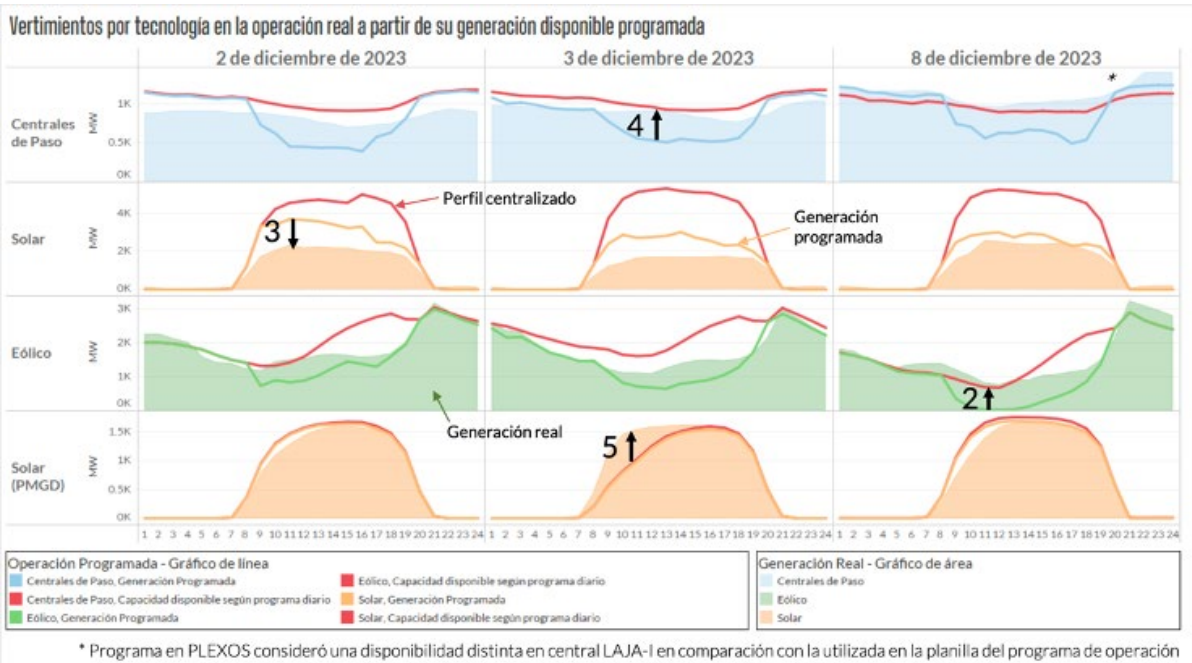 Vertimientos por tecnología en la operación real a partir de su generación disponible programada
2 de diciembre de 2023
3 de diciembre de 2023
8 de diciembre de 2023
Centrales
de Paso
MW
1K
0.5K
0K
4
*
Solar
MW
4K
2K
0K
3
Perfil centralizado
Generación
programada
Eólico
MW
3K
2K
1K
0K
2
Generación real
Solar
(PMGD)
MW
1.5K
1K
0.5K
0K
5
1 2 3 4 5 6 7 8 9 10 11 12 13 14 15 16 17 18 19 20 21 22 23 24
1 2 3 4 5 6 7 8 9 10 11 12 13 14 15 16 17 18 19 20 21 22 23 24
1 2 3 4 5 6 7 8 9 10 11 12 13 14 15 16 17 18 19 20 21 22 23 24
Operación Programada - Gráfico de línea
Centrales de Paso, Generación Programada
Centrales de Paso, Capacidad disponible según programa diario
Eólico, Generación Programada
Eólico, Capacidad disponible según programa diario
Solar, Generación Programada
Solar, Capacidad disponible según programa diario
Generación Real - Gráfico de área
Centrales de Paso
Eólico
Solar
* Programa en PLEXOS consideró una disponibilidad distinta en central LAJA-I en comparación con la utilizada en la planilla del programa de operación